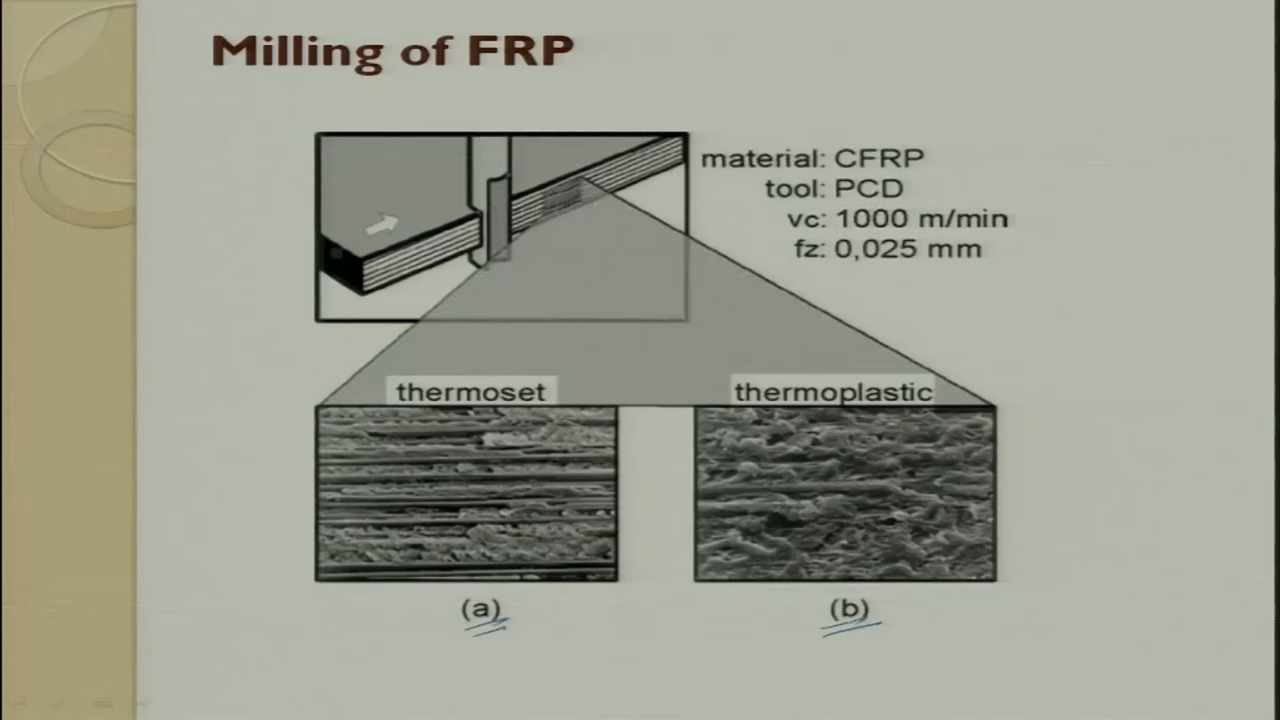 Milling of FRP
material: CFRP
tool: PCD
vc: 1000 m/min
fz: 0,025 mm
thermoset
thermoplastic
(a)
(b)